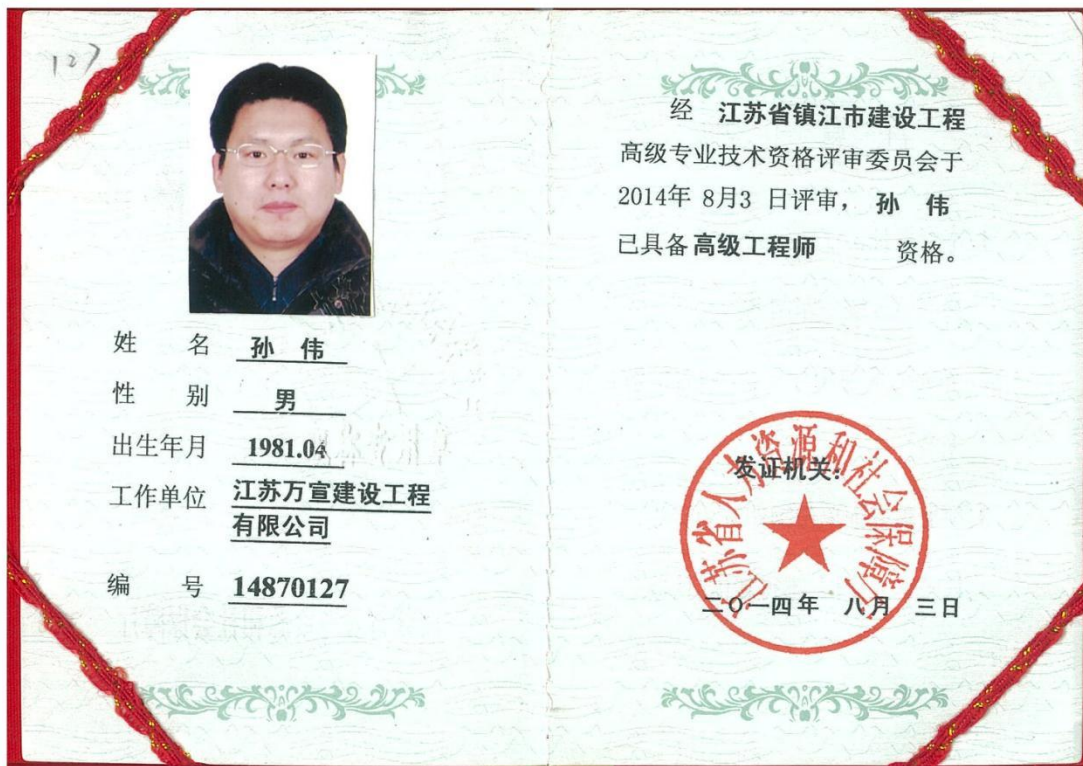 127
姓 名 孙 伟
性 别 男
出生年月 1981.04
工作单位 江苏万宣建设工程
有限公司
编 号 14870127
经 江苏省镇江市建设工程
高级专业技术资格评审委员会于
2014年 8月3 日评审， 孙 伟
已具备 高级工程师 资格。
江苏省人力资源和社会保障厅
发证机关：
二〇一四年 八月 三日